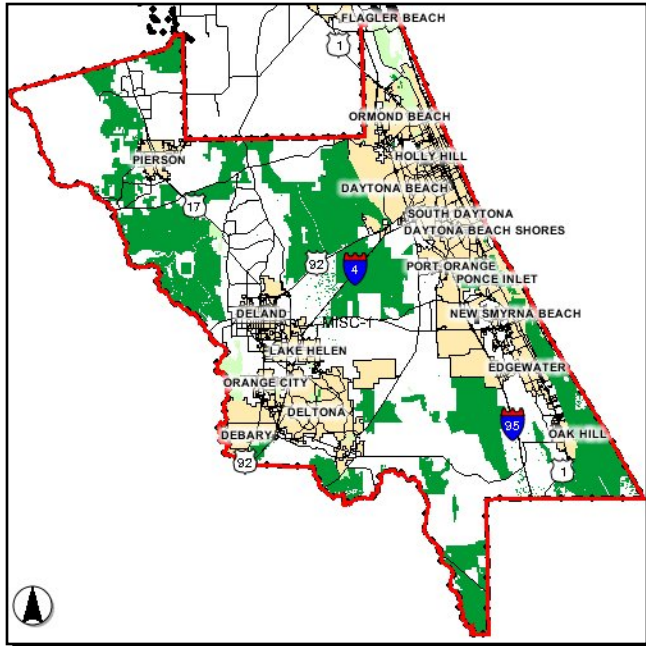 FLAGLER BEACH
1
ORMOND BEACH
HOLLY HILL
PIERSON
DAYTONA BEACH
17
SOUTH DAYTONA
DAYTONA BEACH SHORES
92
4
PORT ORANGE
PONCE INLET
DELAND
MISC-1
NEW SMYRNA BEACH
LAKE HELEN
EDGEWATER
ORANGE CITY
DELTONA
95
DEBARY
OAK HILL
92
1